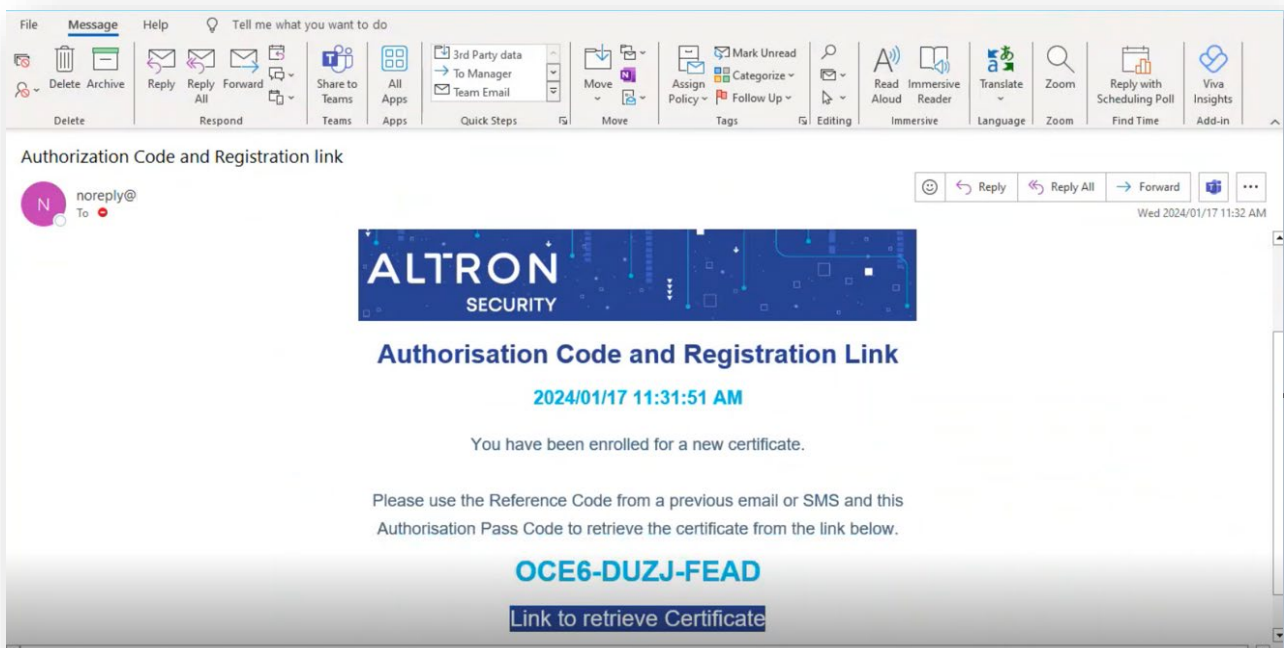 File Message Help Tell me what you want to do
Delete Archive Reply Reply All Forward Share to Teams All Apps 3rd Party data To Manager Team Email Move Assign Policy Mark Unread Categorize Follow Up Read Aloud Immersive Reader Translate Zoom Reply with Scheduling Poll Viva Insights
Delete Respond Teams Apps Quick Steps Move Tags Editing Immersive Language Zoom Find Time Add-in
Authorization Code and Registration link
N noreply@ Reply Reply All Forward
To Wed 2024/01/17 11:32 AM
ALTRON
SECURITY
Authorisation Code and Registration Link
2024/01/17 11:31:51 AM
You have been enrolled for a new certificate.
Please use the Reference Code from a previous email or SMS and this
Authorisation Pass Code to retrieve the certificate from the link below.
OCE6-DUZJ-FEAD
Link to retrieve Certificate